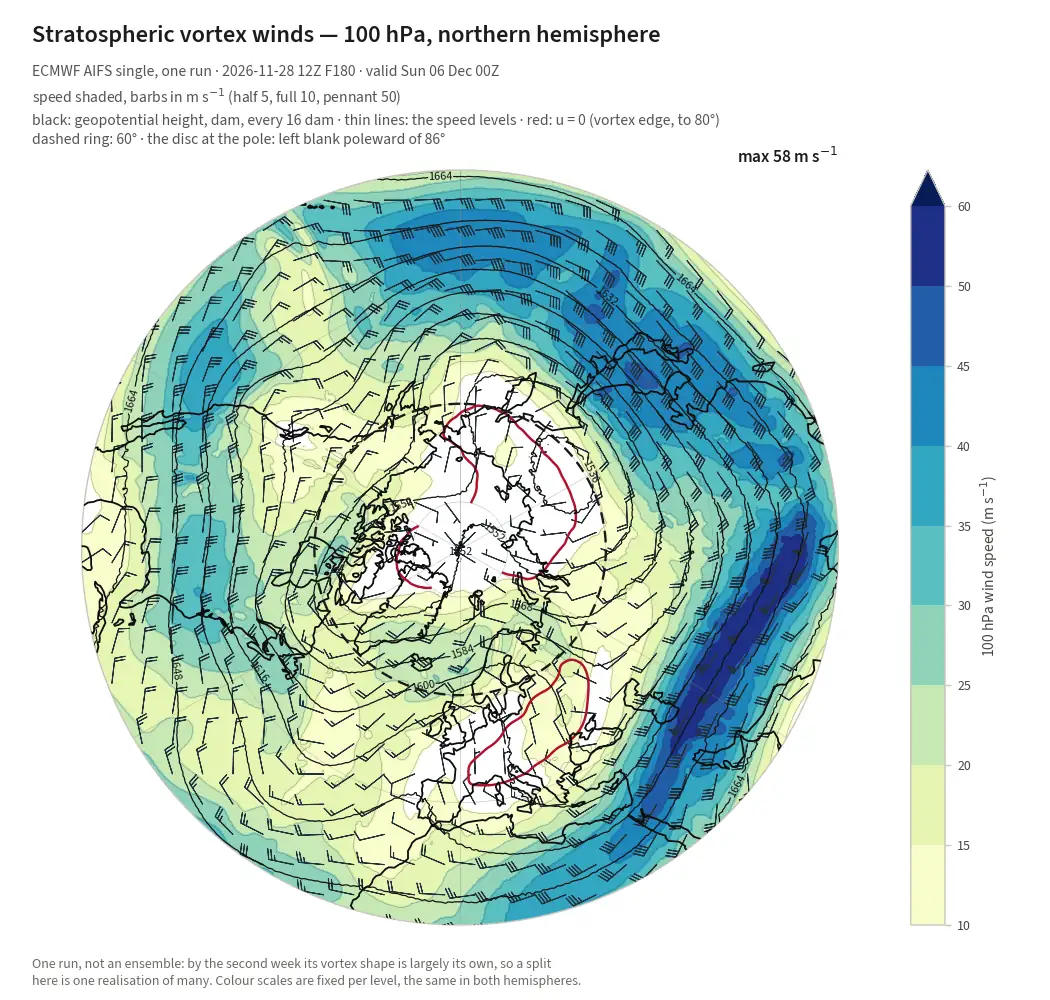 Stratospheric vortex winds — 100 hPa, northern hemisphere
ECMWF AIFS single, one run · 2026-11-28 12Z F180 · valid Sun 06 Dec 00Z
speed shaded, barbs in m s⁻¹ (half 5, full 10, pennant 50)
black: geopotential height, dam, every 16 dam · thin lines: the speed levels · red: u = 0 (vortex edge, to 80°)
dashed ring: 60° · the disc at the pole: left blank poleward of 86°
max 58 m s⁻¹
1664
1664
1632
1664
1536
1552
1552
1568
1584
1600
1616
1648
1664
60
50
45
40
35
30
25
20
15
10
100 hPa wind speed (m s⁻¹)
One run, not an ensemble: by the second week its vortex shape is largely its own, so a split
here is one realisation of many. Colour scales are fixed per level, the same in both hemispheres.